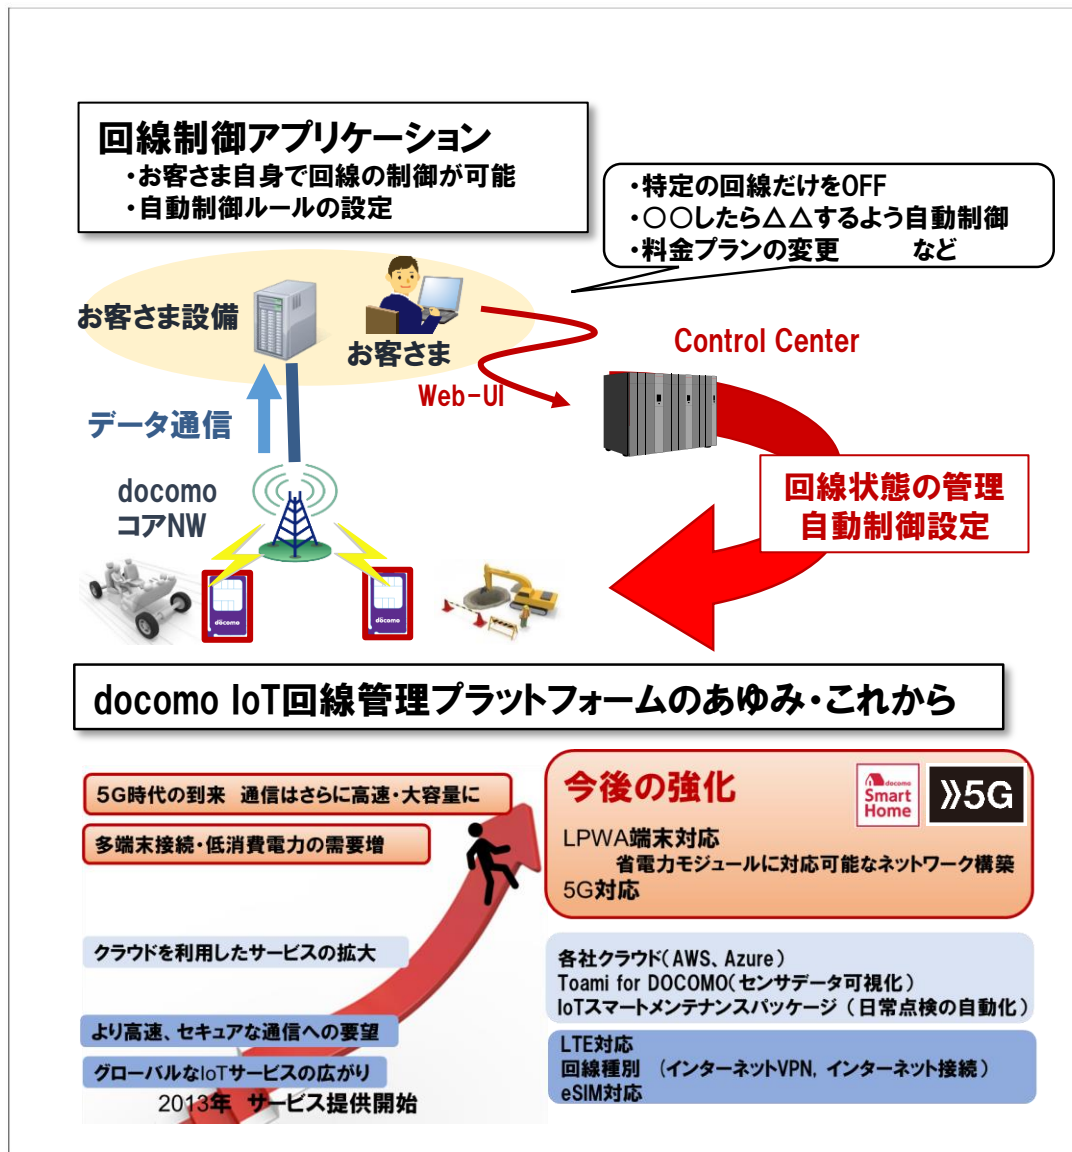 回線制御アプリケーション
・お客さま自身で回線の制御が可能
・自動制御ルールの設定
・特定の回線だけをOFF
・○○したら△△するよう自動制御
・料金プランの変更 など
お客さま設備
お客さま
Control Center
Web-UI
データ通信
docomo
コアNW
回線状態の管理
自動制御設定
docomo
docomo
docomo IoT回線管理プラットフォームのあゆみ・これから
5G時代の到来 通信はさらに高速・大容量に
多端末接続・低消費電力の需要増
クラウドを利用したサービスの拡大
より高速、セキュアな通信への要望
グローバルなIoTサービスの広がり
2013年 サービス提供開始
今後の強化
docomo
Smart
Home
5G
LPWA端末対応
省電力モジュールに対応可能なネットワーク構築
5G対応
各社クラウド(AWS、Azure)
Toami for DOCOMO(センサデータ可視化)
IoTスマートメンテナンスパッケージ (日常点検の自動化)
LTE対応
回線種別 (インターネットVPN, インターネット接続)
eSIM対応